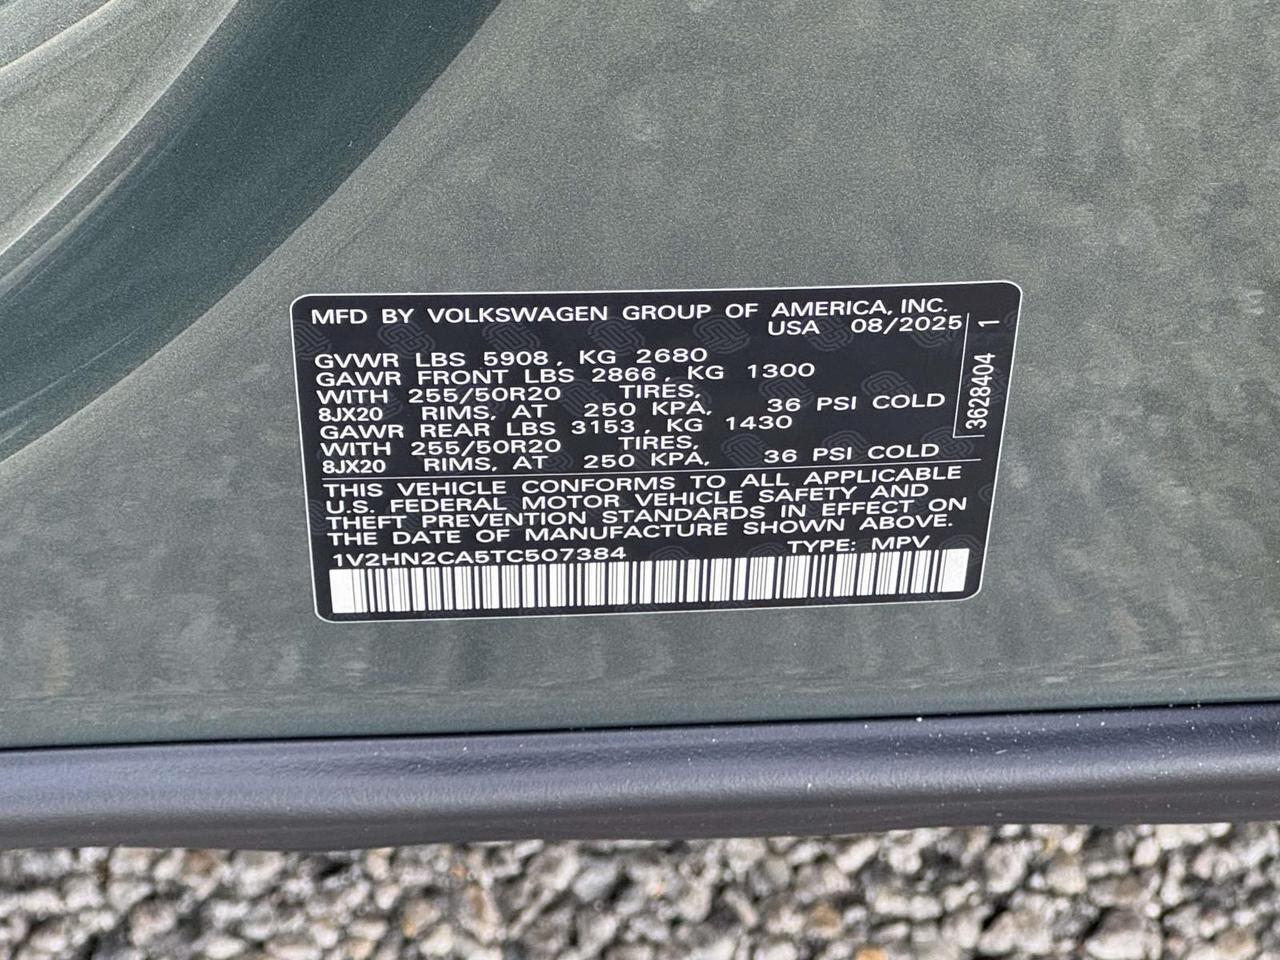 MFD BY VOLKSWAGEN GROUP OF AMERICA, INC.
USA 08/2025
GVWR LBS 5908, KG 2680
GAWR FRONT LBS 2866, KG 1300
WITH 255/50R20 TIRES,
8JX20 RIMS, AT 250 KPA, 36 PSI COLD
GAWR REAR LBS 3153, KG 1430
WITH 255/50R20 TIRES,
8JX20 RIMS, AT 250 KPA, 36 PSI COLD
3628404 1
THIS VEHICLE CONFORMS TO ALL APPLICABLE
U.S. FEDERAL MOTOR VEHICLE SAFETY AND
THEFT PREVENTION STANDARDS IN EFFECT ON
THE DATE OF MANUFACTURE SHOWN ABOVE.
1V2HN2CA5TC507384 TYPE: MPV